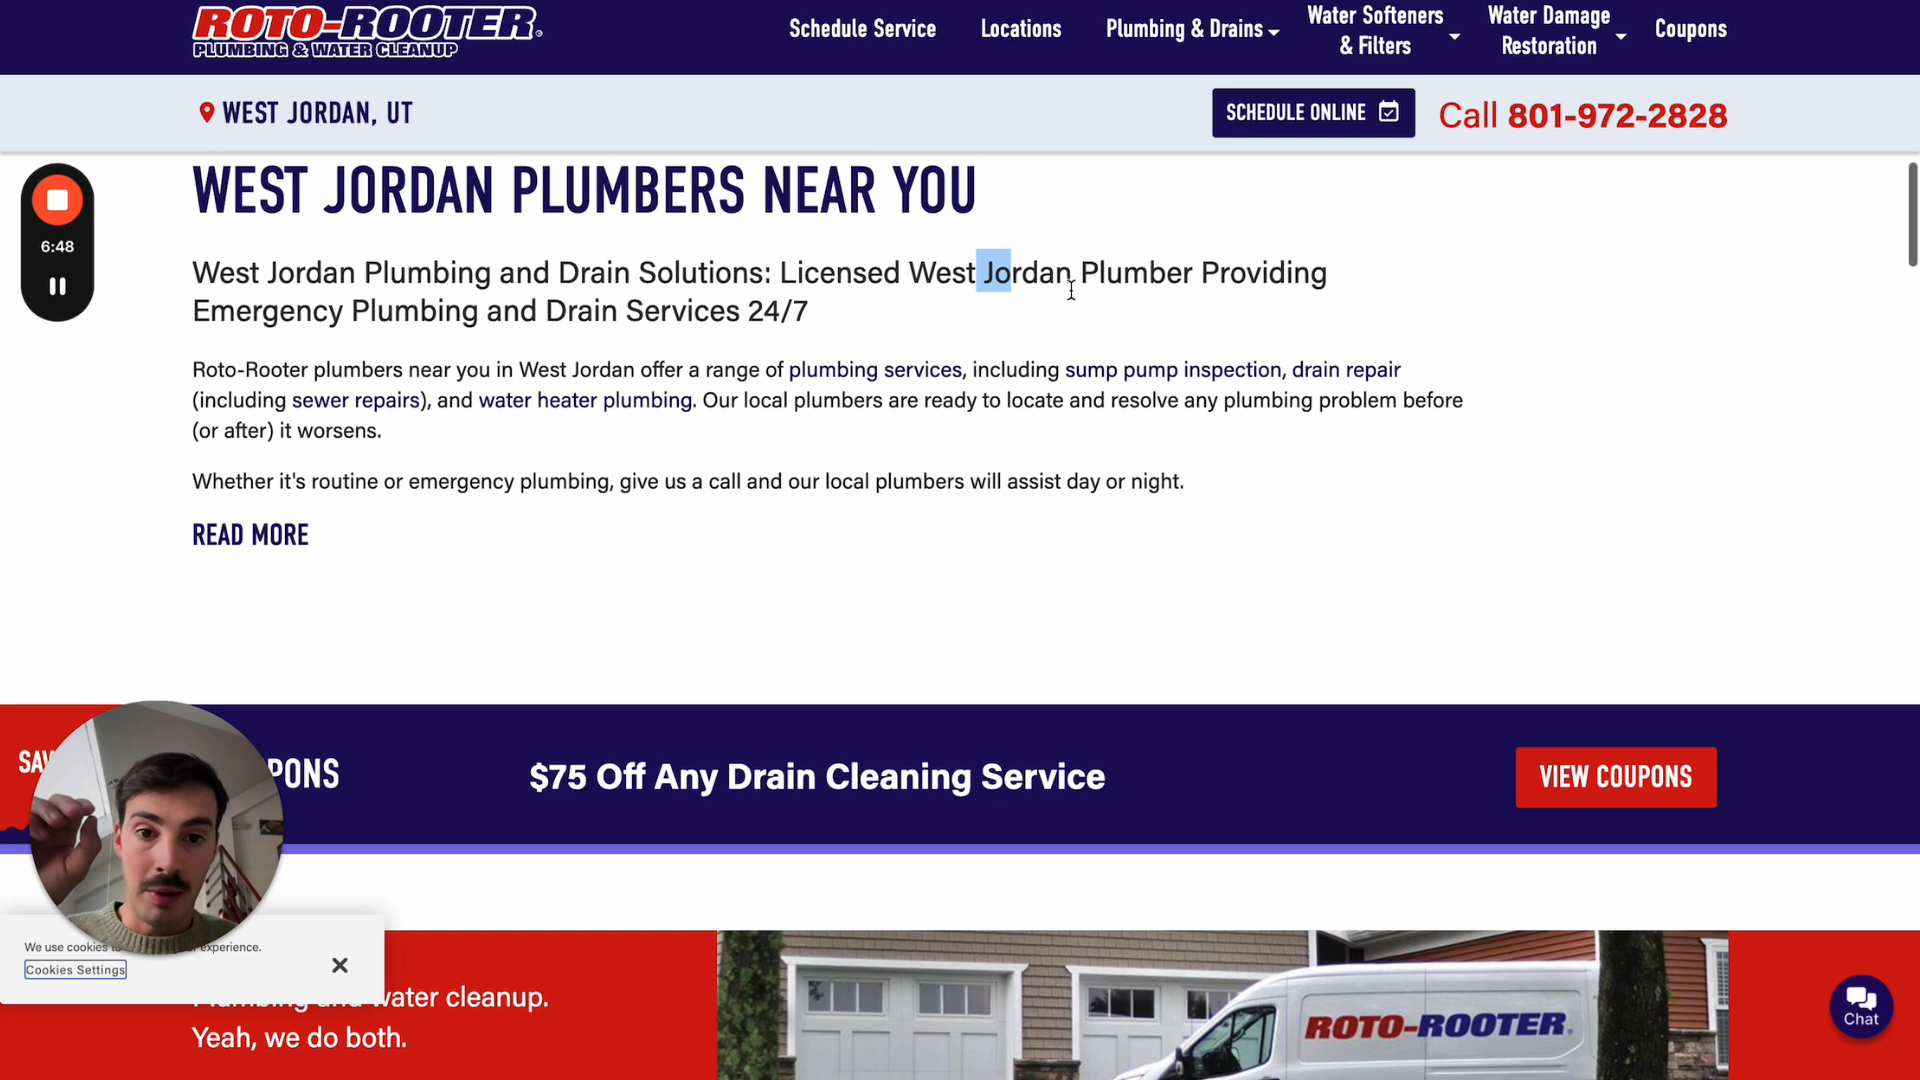 ROTO-ROOTER
PLUMBING & WATER CLEANUP
Schedule Service
Locations
Plumbing & Drains
Water Softeners
& Filters
Water Damage
Restoration
Coupons
WEST JORDAN, UT
SCHEDULE ONLINE
Call 801-972-2828
6:48
WEST JORDAN PLUMBERS NEAR YOU
West Jordan Plumbing and Drain Solutions: Licensed West Jordan Plumber Providing
Emergency Plumbing and Drain Services 24/7
Roto-Rooter plumbers near you in West Jordan offer a range of plumbing services, including sump pump inspection, drain repair
(including sewer repairs), and water heater plumbing. Our local plumbers are ready to locate and resolve any plumbing problem before
(or after) it worsens.
Whether it's routine or emergency plumbing, give us a call and our local plumbers will assist day or night.
READ MORE
$75 Off Any Drain Cleaning Service
VIEW COUPONS
We use cookies experience.
Cookies Settings
Plumbing and water cleanup.
Yeah, we do both.
ROTO-ROOTER
Chat